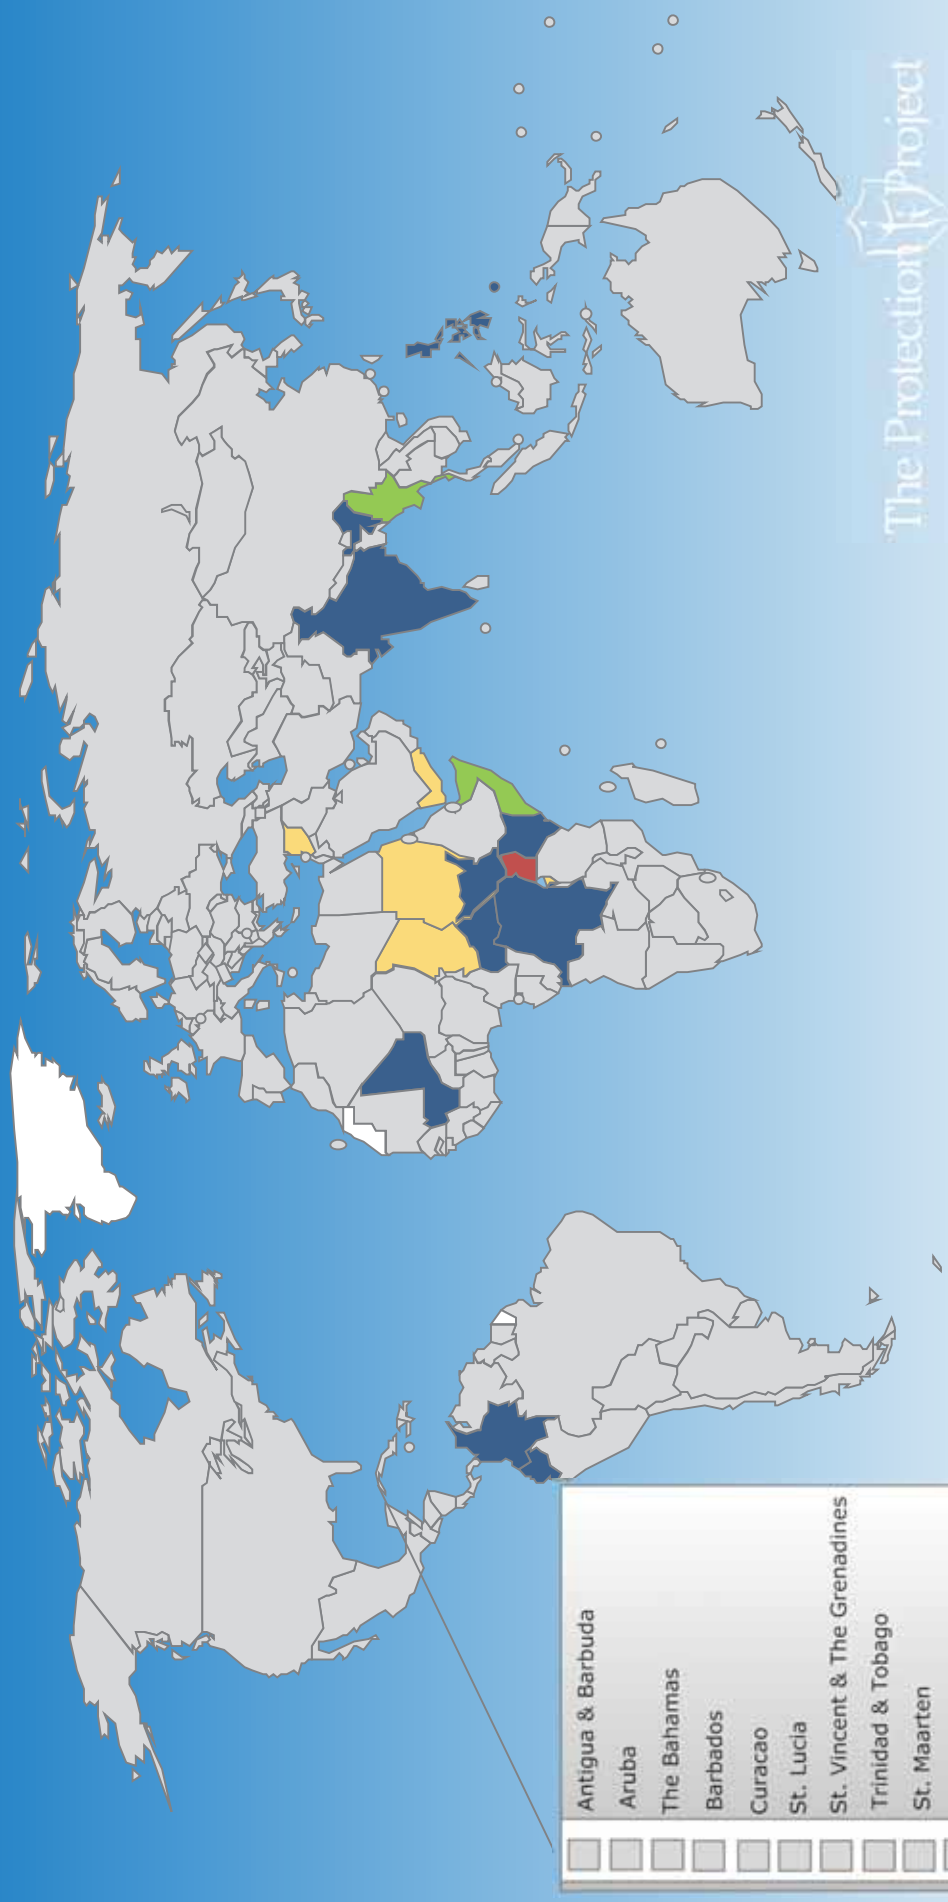 The Protection Project
Antigua & Barbuda
Aruba
The Bahamas
Barbados
Curacao
St. Lucia
St. Vincent & The Grenadines
Trinidad & Tobago
St. Maarten